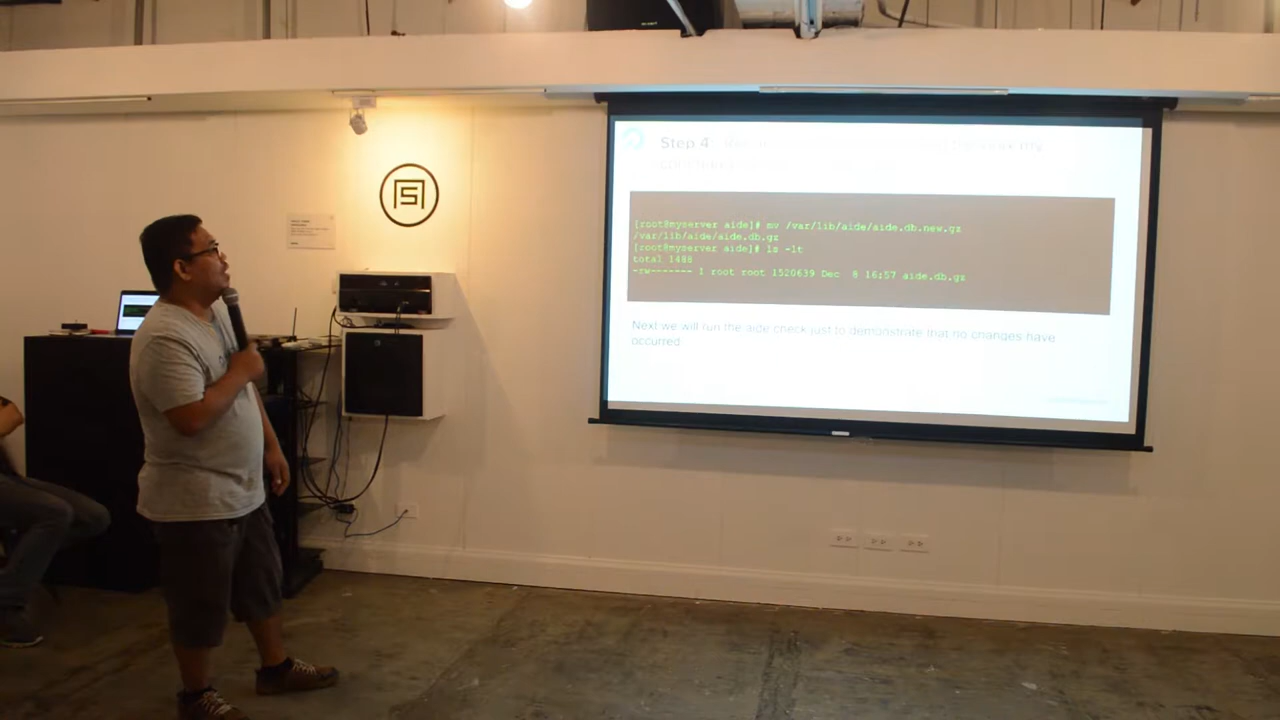 Step 4
[root@myserver aide]# mv /var/lib/aide/aide.db.new.gz
/var/lib/aide/aide.db.gz
[root@myserver aide]# ls -lt
total 1488
-rw------- 1 root root 1520639 Dec  8 16:57 aide.db.gz
Next we will run the aide check just to demonstrate that no changes have
occurred